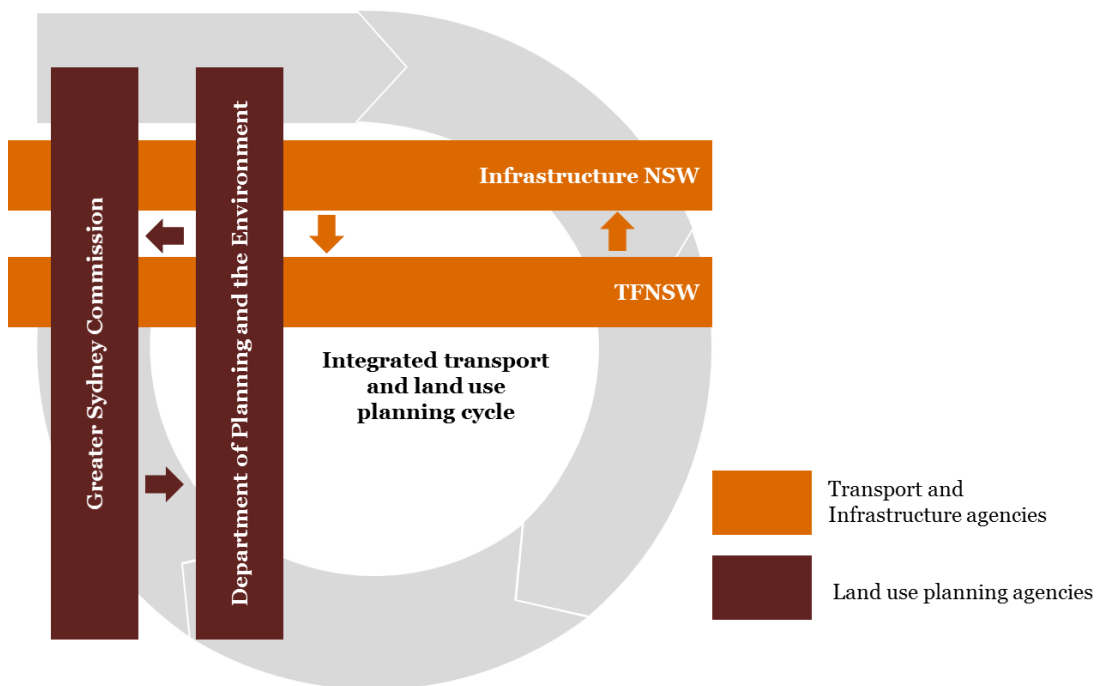 Infrastructure NSW
TFNSW
Greater Sydney Commission
Department of Planning and the Environment
Integrated transport
and land use
planning cycle
Transport and
Infrastructure agencies
Land use planning agencies